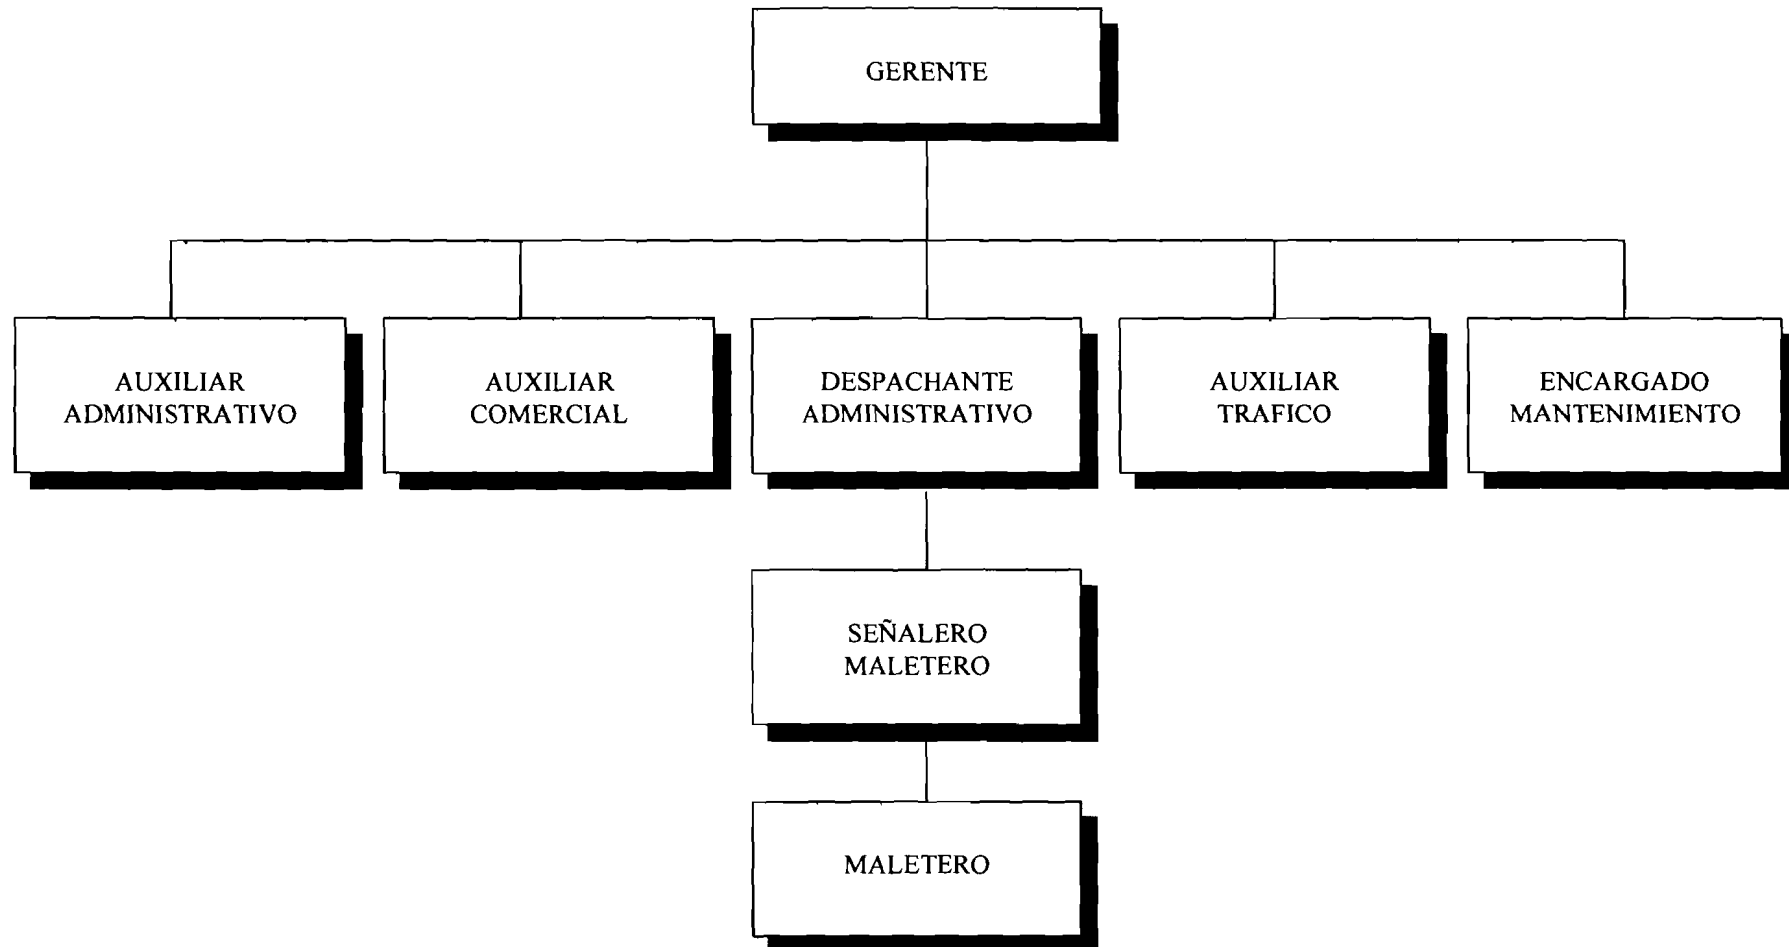 GERENTE
AUXILIAR
ADMINISTRATIVO
AUXILIAR
COMERCIAL
DESPACHANTE
ADMINISTRATIVO
AUXILIAR
TRAFICO
ENCARGADO
MANTENIMIENTO
SEÑALERO
MALETERO
MALETERO